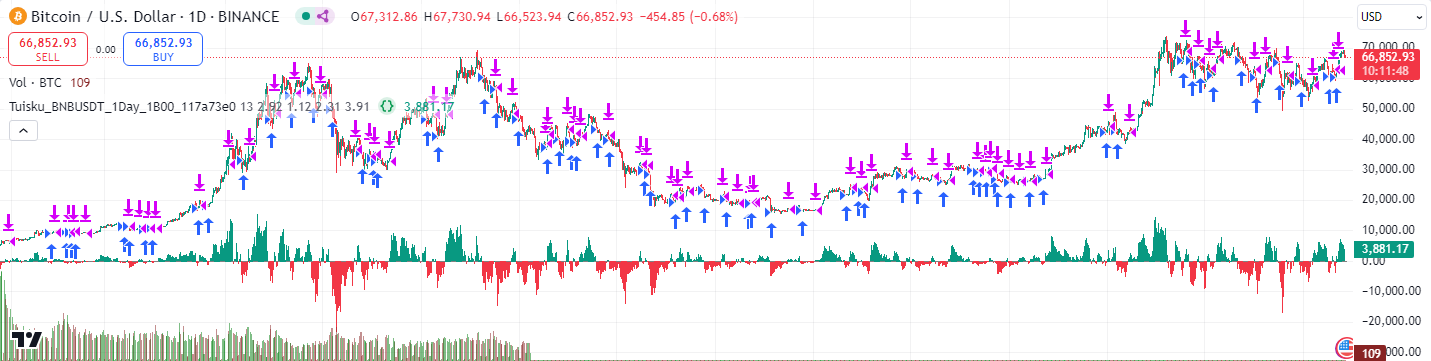 Bitcoin / U.S. Dollar · 1D · BINANCE O67,312.86 H67,730.94 L66,523.94 C66,852.93 −454.85 (−0.68%)
USD
66,852.93 0.00 66,852.93
SELL BUY
Vol · BTC 109
Tuisku_BNBUSDT_1Day_1B00_117a73e0 13 2.92 1.12 2.31 3.91 3,881.17
70,000.00
66,852.93
10:11:48
50,000.00
40,000.00
30,000.00
20,000.00
10,000.00
3,881.17
0.00
−10,000.00
−20,000.00
109